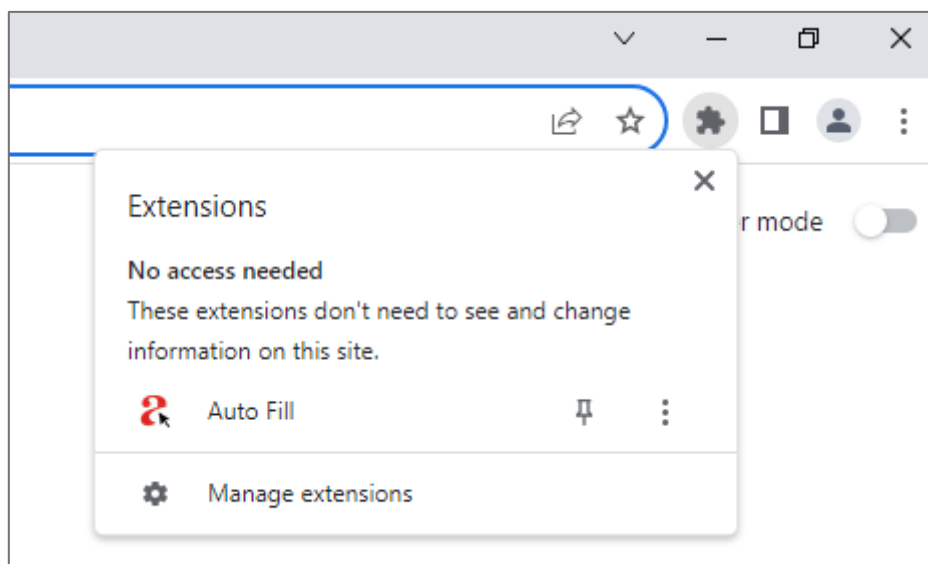 Extensions
r mode
No access needed
These extensions don't need to see and change
information on this site.
Auto Fill
Manage extensions